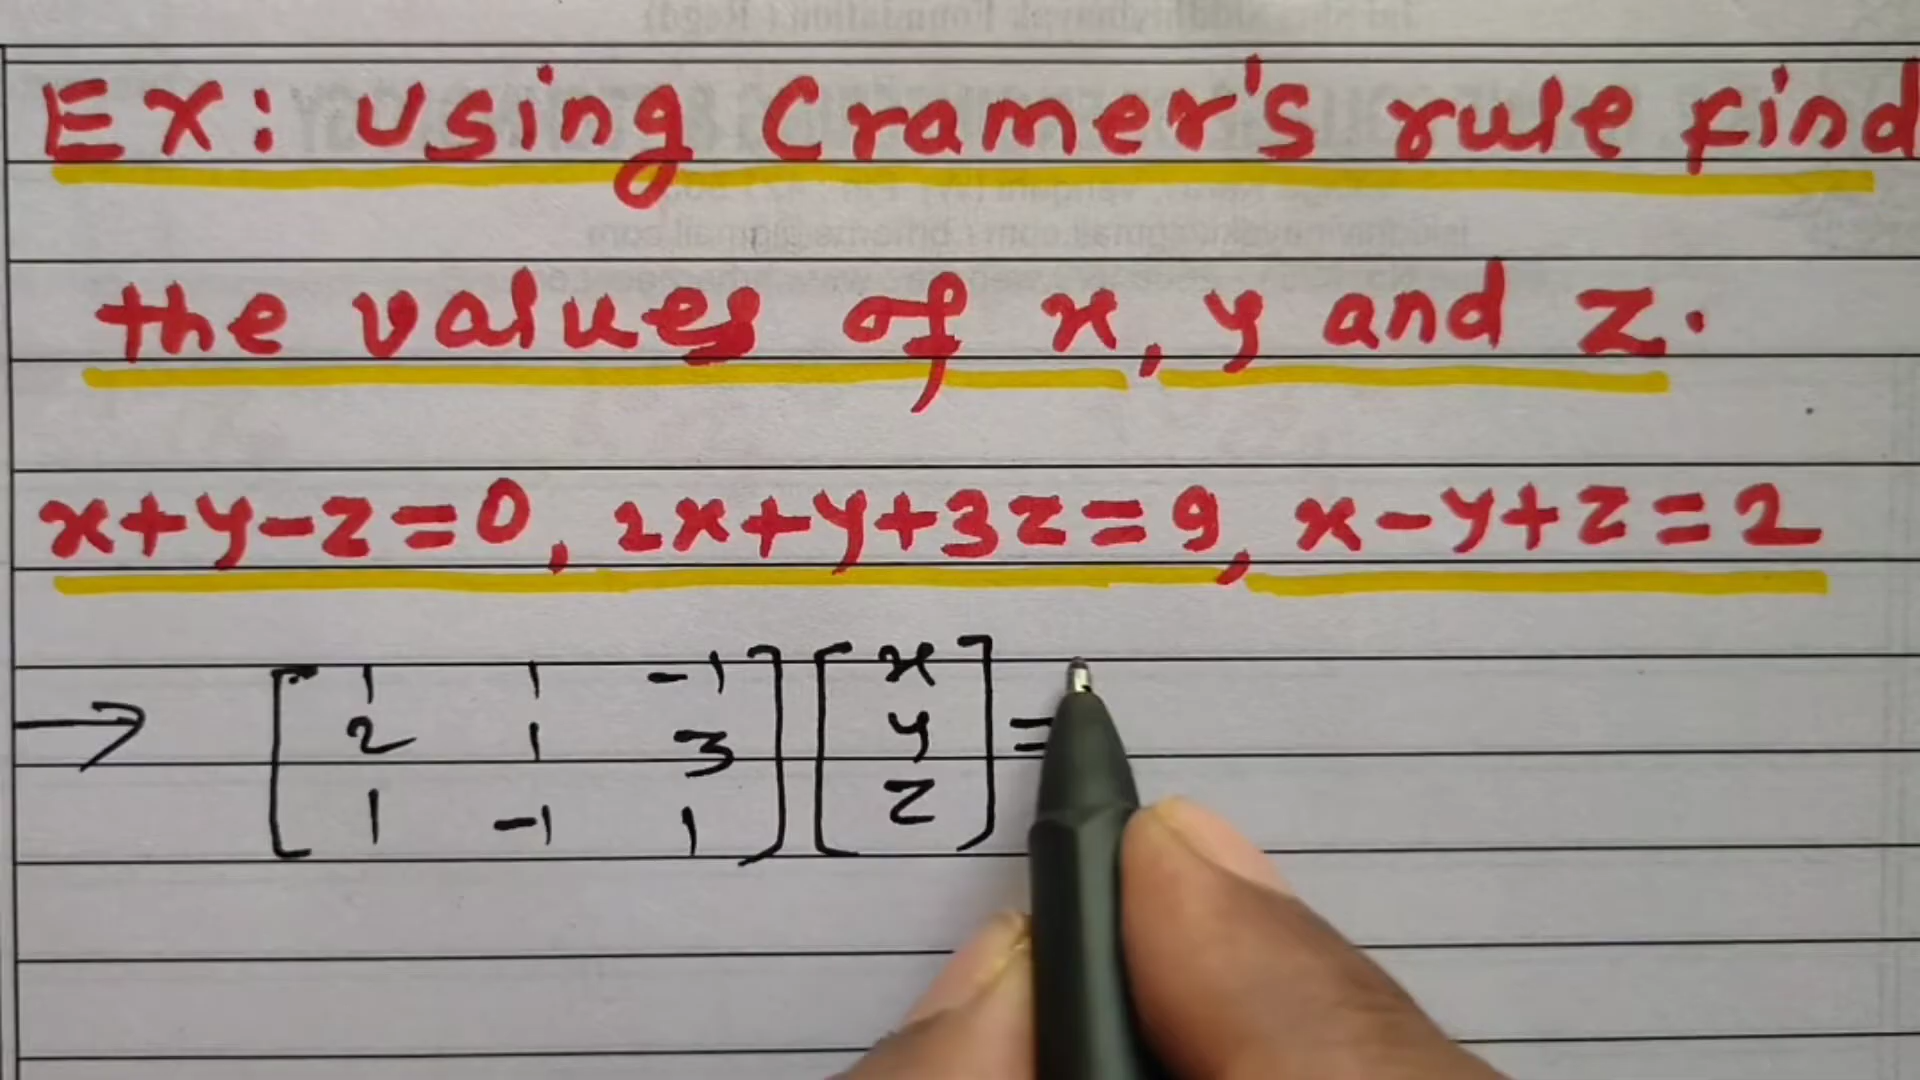 Ex: Using Cramer's rule find
the values of x, y and z.
x+y-z=0, 2x+y+3z=9, x-y+z=2
→ [ 1 1 -1 ] [ x ] =
2 1 3 y
1 -1 1 z